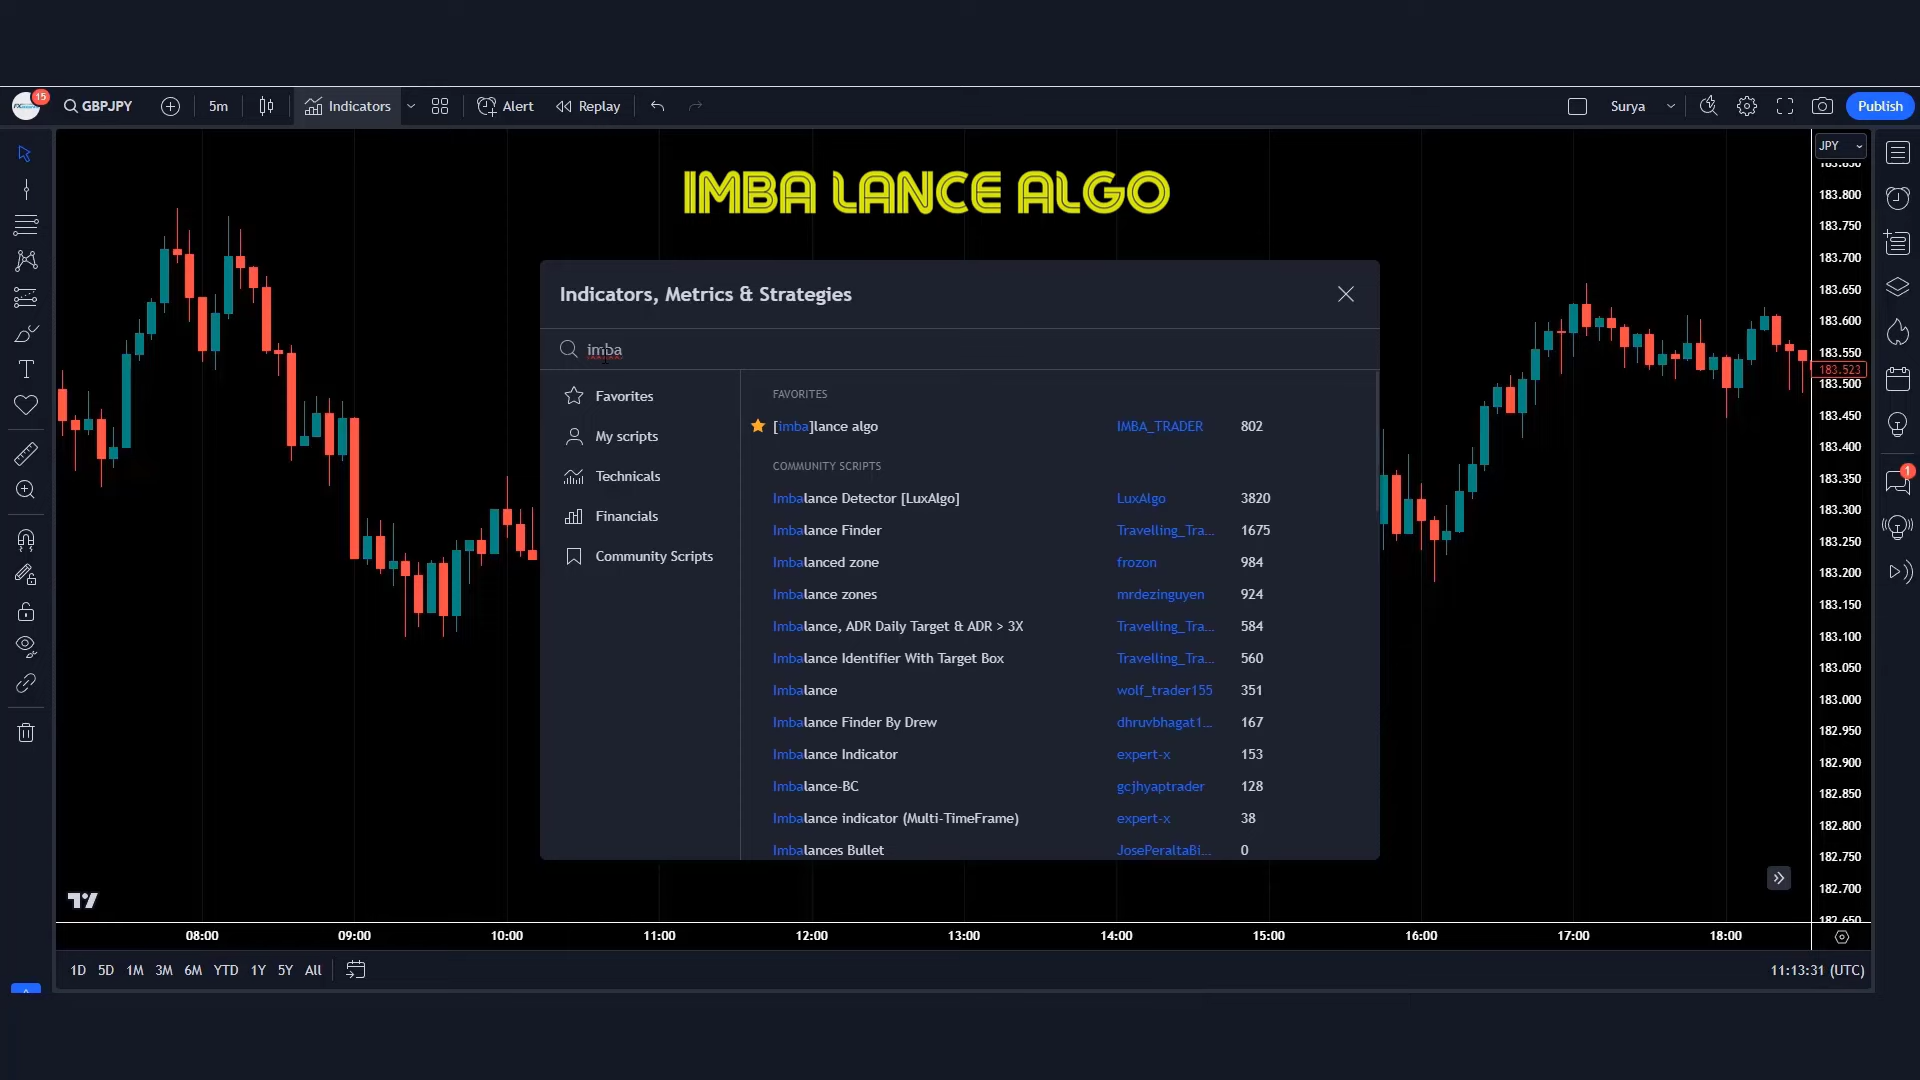 15
GBPJPY
5m
Indicators
Alert
Replay
Surya
Publish
JPY
IMBA LANCE ALGO
Indicators, Metrics & Strategies
imba
Favorites
My scripts
Technicals
Financials
Community Scripts
FAVORITES
[imba]lance algo IMBA_TRADER 802
COMMUNITY SCRIPTS
Imbalance Detector [LuxAlgo] LuxAlgo 3820
Imbalance Finder Travelling_Tra... 1675
Imbalanced zone frozon 984
Imbalance zones mrdezinguyen 924
Imbalance, ADR Daily Target & ADR > 3X Travelling_Tra... 584
Imbalance Identifier With Target Box Travelling_Tra... 560
Imbalance wolf_trader155 351
Imbalance Finder By Drew dhruvbhagat1... 167
Imbalance Indicator expert-x 153
Imbalance-BC gcjhyaptrader 128
Imbalance indicator (Multi-TimeFrame) expert-x 38
Imbalances Bullet JosePeraltaBi... 0
183.850
183.800
183.750
183.700
183.650
183.600
183.550
183.523
183.500
183.450
183.400
183.350
183.300
183.250
183.200
183.150
183.100
183.050
183.000
182.950
182.900
182.850
182.800
182.750
182.700
182.650
1
08:00 09:00 10:00 11:00 12:00 13:00 14:00 15:00 16:00 17:00 18:00
1D 5D 1M 3M 6M YTD 1Y 5Y All
11:13:31 (UTC)